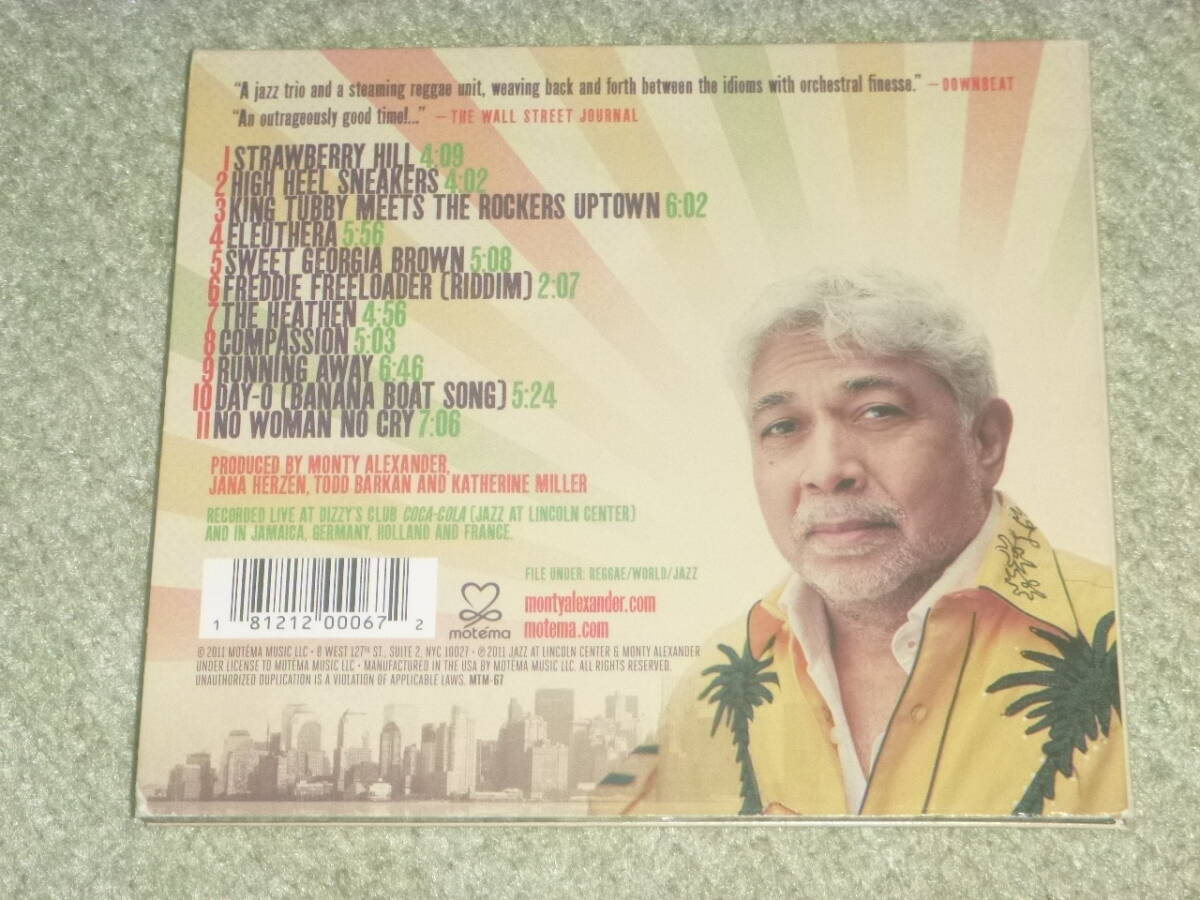 “A jazz trio and a steaming reggae unit, weaving back and forth between the idioms with orchestral finesse.” – DOWNBEAT
“An outrageously good time!...” – THE WALL STREET JOURNAL
1 STRAWBERRY HILL 4:09
2 HIGH HEEL SNEAKERS 4:02
3 KING TUBBY MEETS THE ROCKERS UPTOWN 6:02
4 ELEUTHERA 5:56
5 SWEET GEORGIA BROWN 5:08
6 FREDDIE FREELOADER (RIDDIM) 2:07
7 THE HEATHEN 4:56
8 COMPASSION 5:03
9 RUNNING AWAY 6:46
10 DAY-O (BANANA BOAT SONG) 5:24
11 NO WOMAN NO CRY 7:06
PRODUCED BY MONTY ALEXANDER,
JANA HERZEN, TODD BARKAN AND KATHERINE MILLER
RECORDED LIVE AT DIZZY'S CLUB COCA-COLA (JAZZ AT LINCOLN CENTER)
AND IN JAMAICA, GERMANY, HOLLAND AND FRANCE.
FILE UNDER: REGGAE/WORLD/JAZZ
montyalexander.com
motema.com
motéma
1 81212 00067 2
© 2011 MOTÉMA MUSIC LLC • 8 WEST 127TH ST., SUITE 2, NYC 10027 • ℗ 2011 JAZZ AT LINCOLN CENTER & MONTY ALEXANDER
UNDER LICENSE TO MOTÉMA MUSIC LLC • MANUFACTURED IN THE USA BY MOTÉMA MUSIC LLC. ALL RIGHTS RESERVED.
UNAUTHORIZED DUPLICATION IS A VIOLATION OF APPLICABLE LAWS. MTM-67